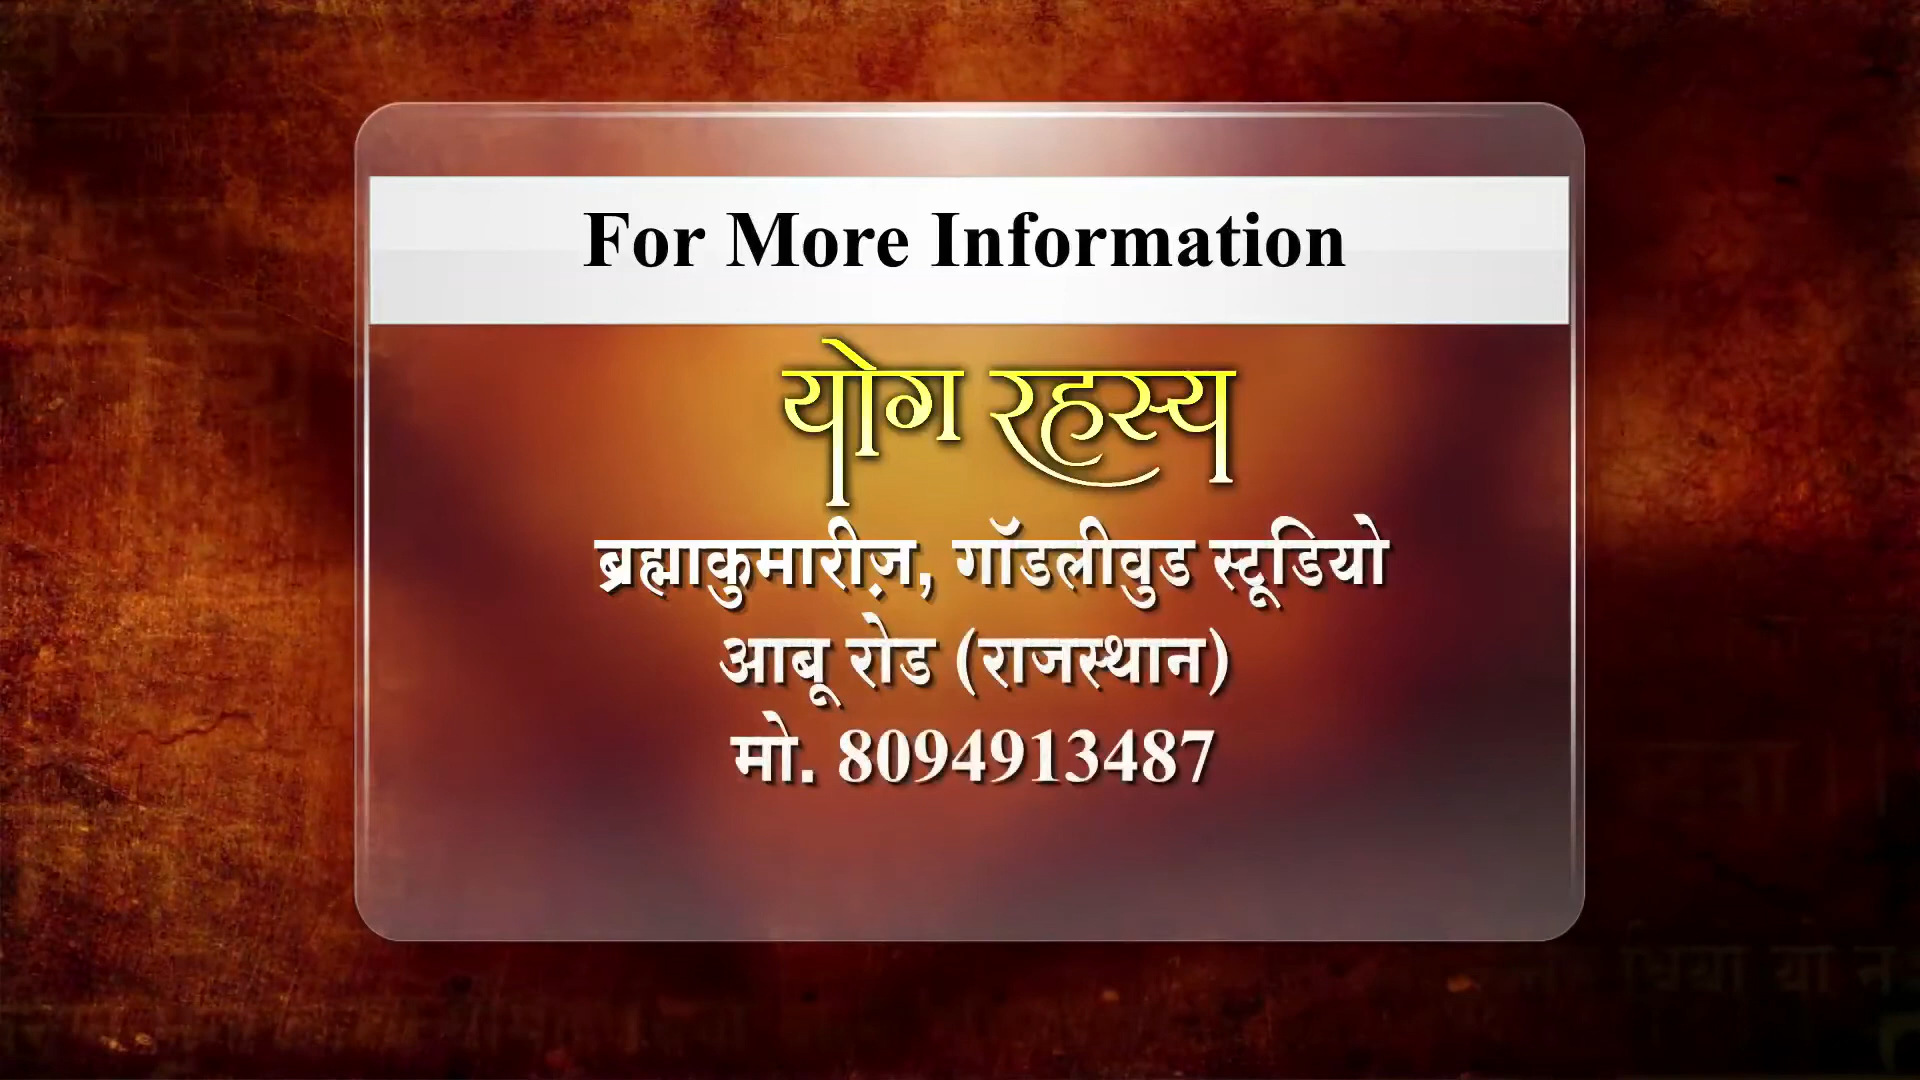 For More Information
योग रहस्य
ब्रह्माकुमारीज़, गॉडलीवुड स्टूडियो
आबू रोड (राजस्थान)
मो. 8094913487